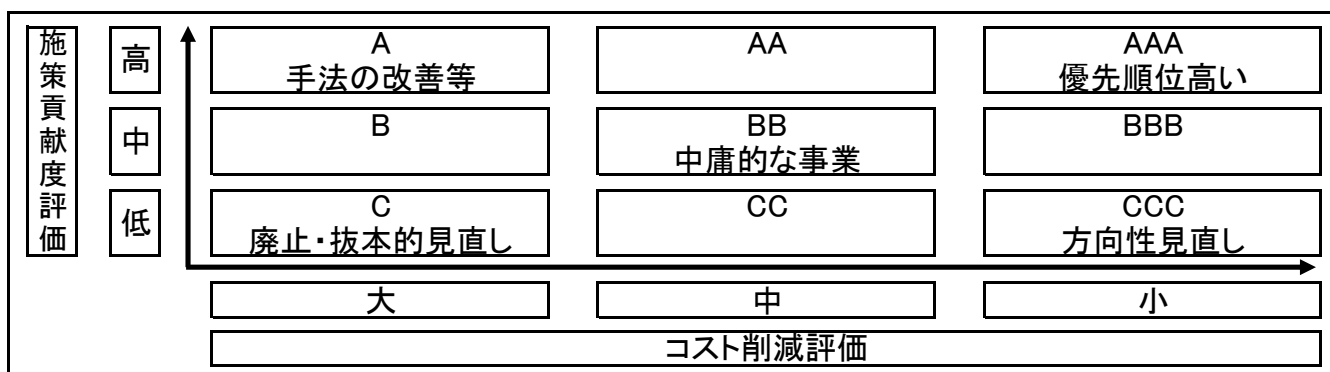 施策貢献度評価
高
A
手法の改善等
AA
AAA
優先順位高い
中
B
BB
中庸的な事業
BBB
低
C
廃止・抜本的見直し
CC
CCC
方向性見直し
大
中
小
コスト削減評価